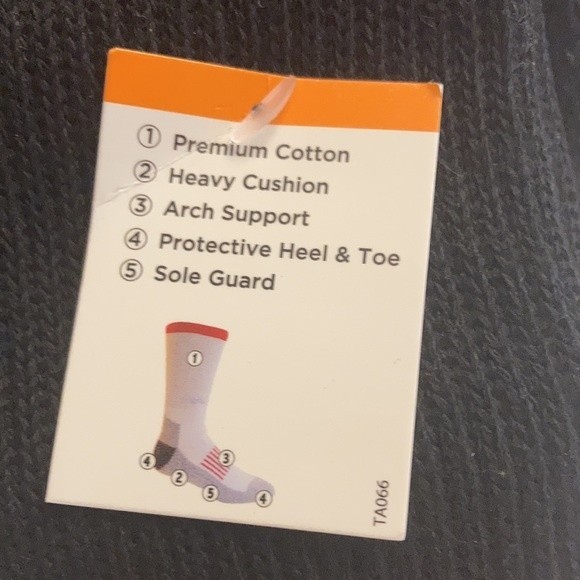 ① Premium Cotton
② Heavy Cushion
③ Arch Support
④ Protective Heel & Toe
⑤ Sole Guard
①
③
④
②
⑤
④
TA066